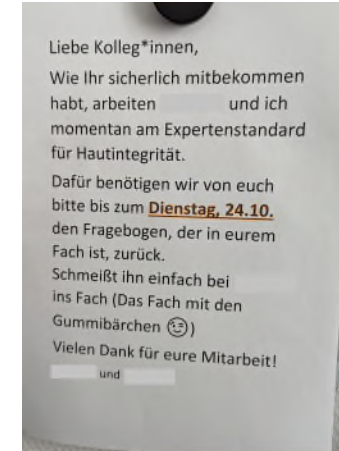 Liebe Kolleg*innen,
Wie Ihr sicherlich mitbekommen
habt, arbeiten und ich
momentan am Expertenstandard
für Hautintegrität.
Dafür benötigen wir von euch
bitte bis zum Dienstag, 24.10.
den Fragebogen, der in eurem
Fach ist, zurück.
Schmeißt ihn einfach bei
ins Fach (Das Fach mit den
Gummibärchen 😉)
Vielen Dank für eure Mitarbeit!
und